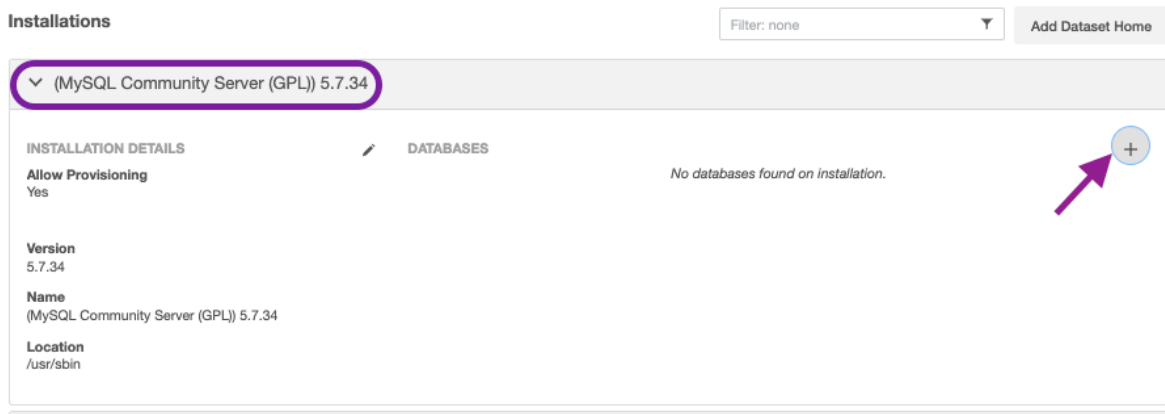 Installations
Filter: none
Add Dataset Home
(MySQL Community Server (GPL)) 5.7.34
INSTALLATION DETAILS
DATABASES
Allow Provisioning
Yes
No databases found on installation.
Version
5.7.34
Name
(MySQL Community Server (GPL)) 5.7.34
Location
/usr/sbin